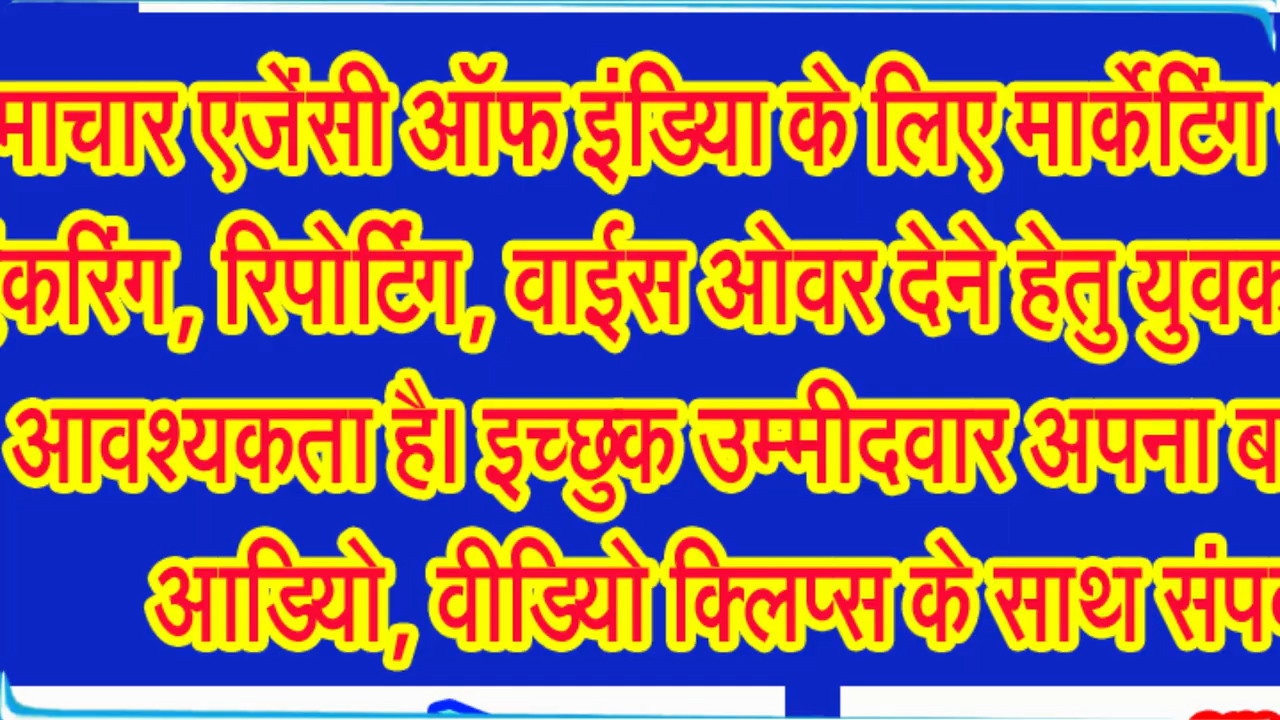 माचार एजेंसी ऑफ इंडिया के लिए मार्केटिंग
करिंग, रिपोर्टिंग, वाईस ओवर देने हेतु युवक
आवश्यकता है। इच्छुक उम्मीदवार अपना
आडियो, वीडियो क्लिप्स के साथ